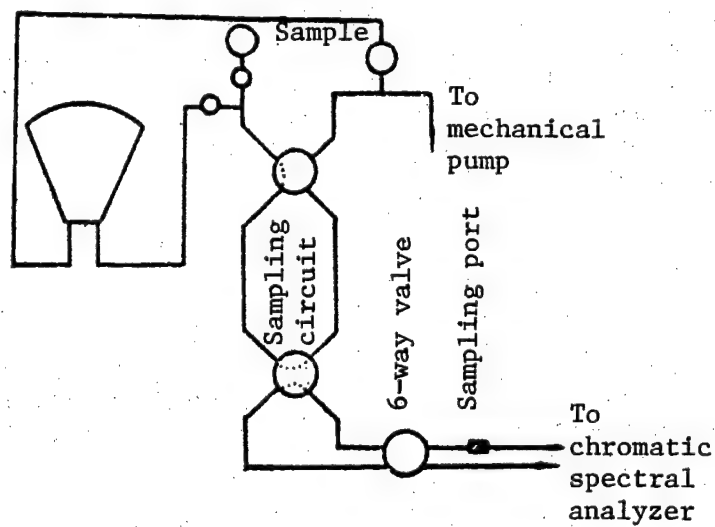 Sample
To
mechanical
pump
Sampling
circuit
6-way valve
Sampling port
To
chromatic
spectral
analyzer